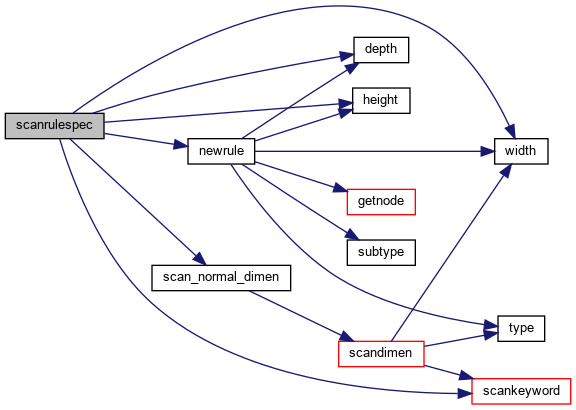 depth
height
scanrulespec
newrule
width
getnode
subtype
scan_normal_dimen
type
scandimen
scankeyword